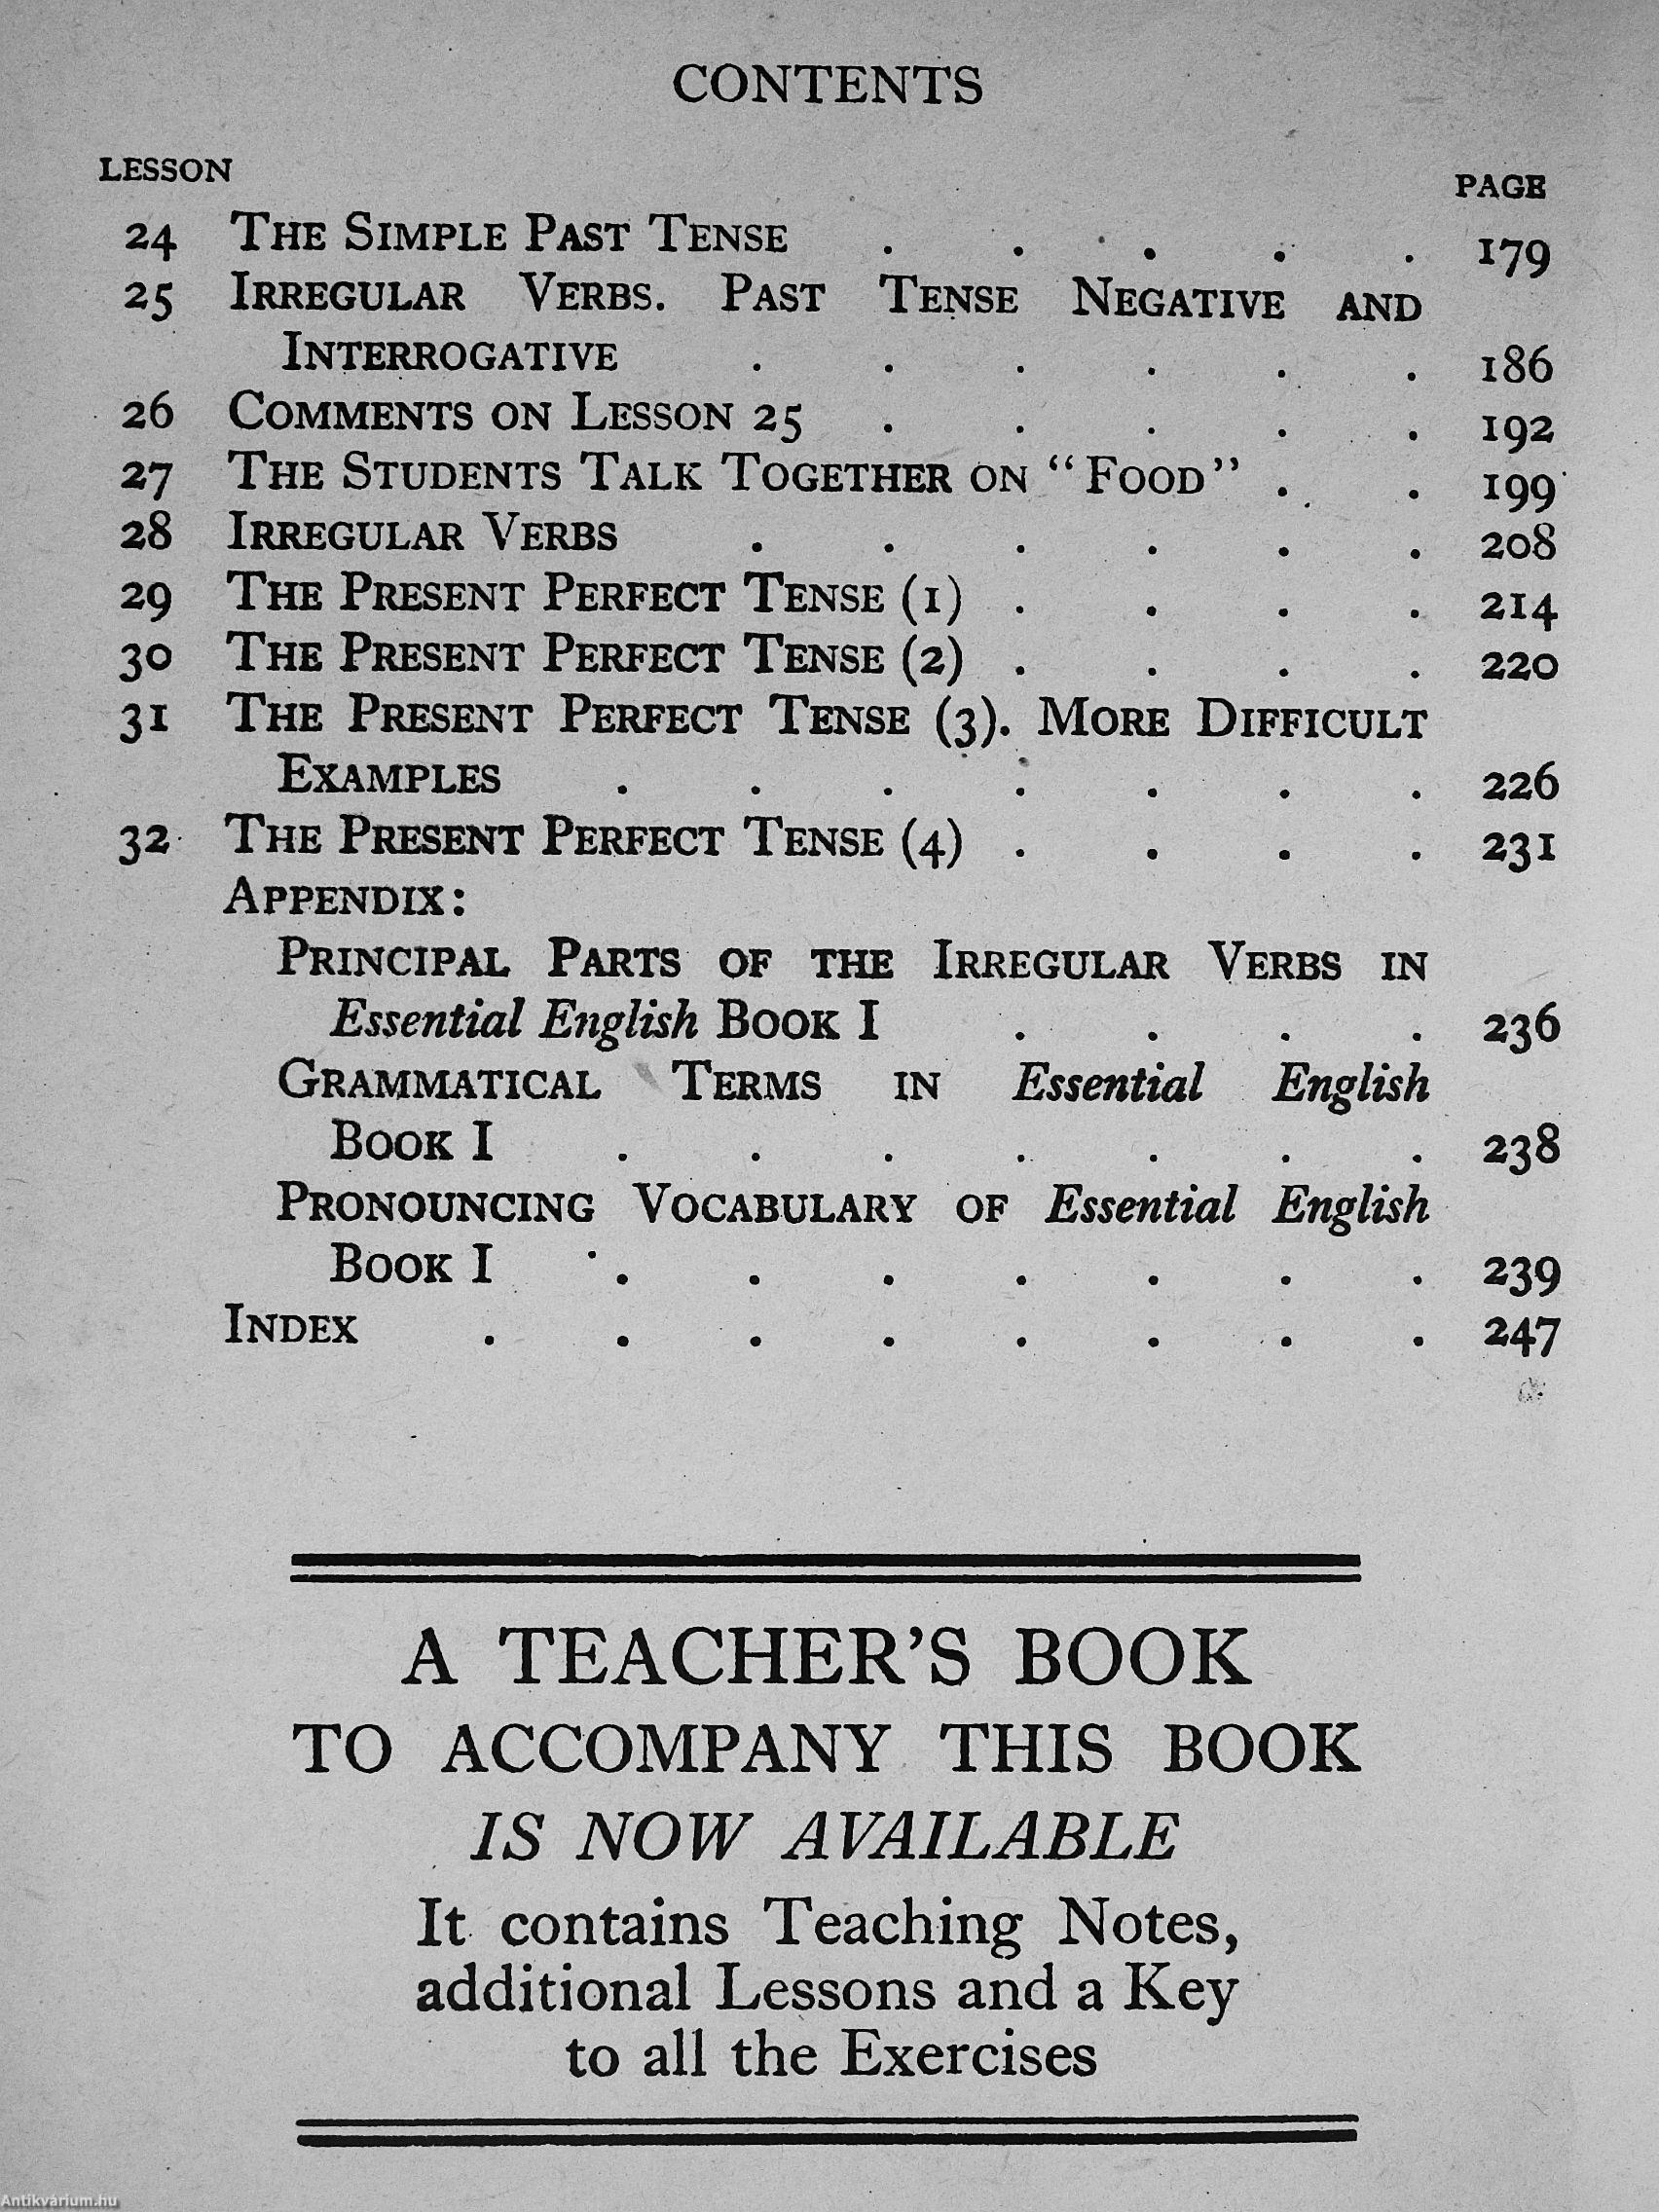 CONTENTS
LESSON PAGE
24 THE SIMPLE PAST TENSE . . . . . 179
25 IRREGULAR VERBS. PAST TENSE NEGATIVE AND
INTERROGATIVE . . . . . . 186
26 COMMENTS ON LESSON 25 . . . . . 192
27 THE STUDENTS TALK TOGETHER ON "FOOD" . . 199
28 IRREGULAR VERBS . . . . . . 208
29 THE PRESENT PERFECT TENSE (1) . . . . 214
30 THE PRESENT PERFECT TENSE (2) . . . . 220
31 THE PRESENT PERFECT TENSE (3). MORE DIFFICULT
EXAMPLES . . . . . . . 226
32 THE PRESENT PERFECT TENSE (4) . . . . 231
APPENDIX:
PRINCIPAL PARTS OF THE IRREGULAR VERBS IN
Essential English BOOK I . . . . 236
GRAMMATICAL TERMS IN Essential English
BOOK I . . . . . . . 238
PRONOUNCING VOCABULARY OF Essential English
BOOK I . . . . . . . 239
INDEX . . . . . . . . 247
A TEACHER'S BOOK
TO ACCOMPANY THIS BOOK
IS NOW AVAILABLE
It contains Teaching Notes,
additional Lessons and a Key
to all the Exercises
Antikvárium.hu